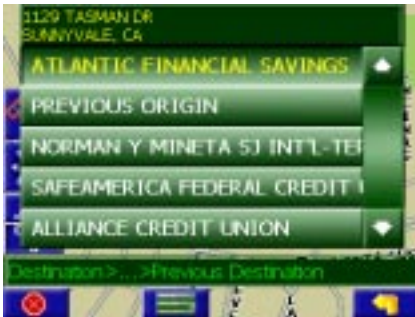 1129 TASMAN DR
SUNNYVALE, CA
ATLANTIC FINANCIAL SAVINGS
PREVIOUS ORIGIN
NORMAN Y MINETA SJ INT'L-TER
SAFEAMERICA FEDERAL CREDIT U
ALLIANCE CREDIT UNION
Destination>...>Previous Destination